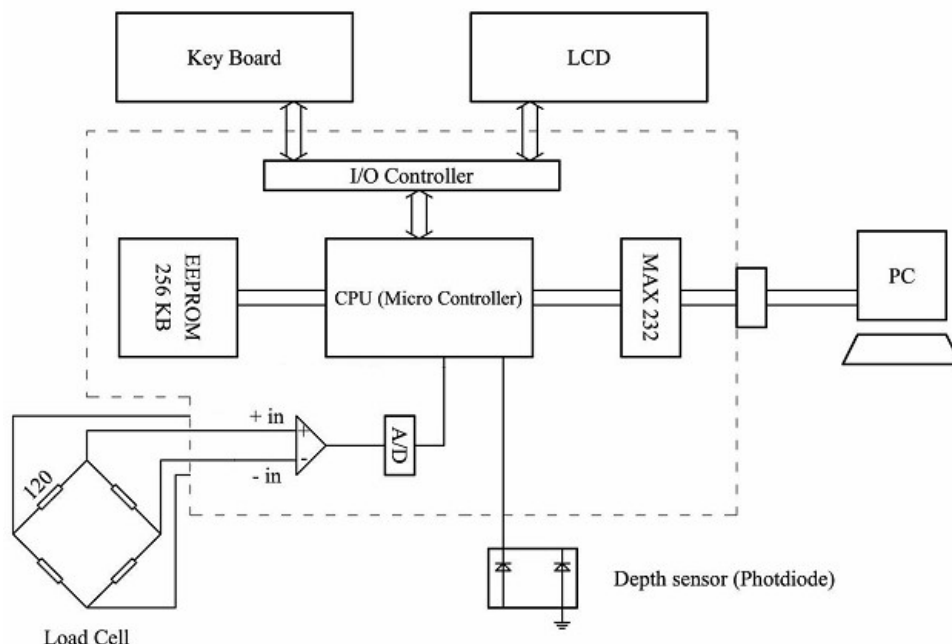 Key Board
LCD
I/O Controller
EEPROM
256 KB
CPU (Micro Controller)
MAX 232
PC
+ in
+
-
- in
A/D
120
Depth sensor (Photdiode)
Load Cell